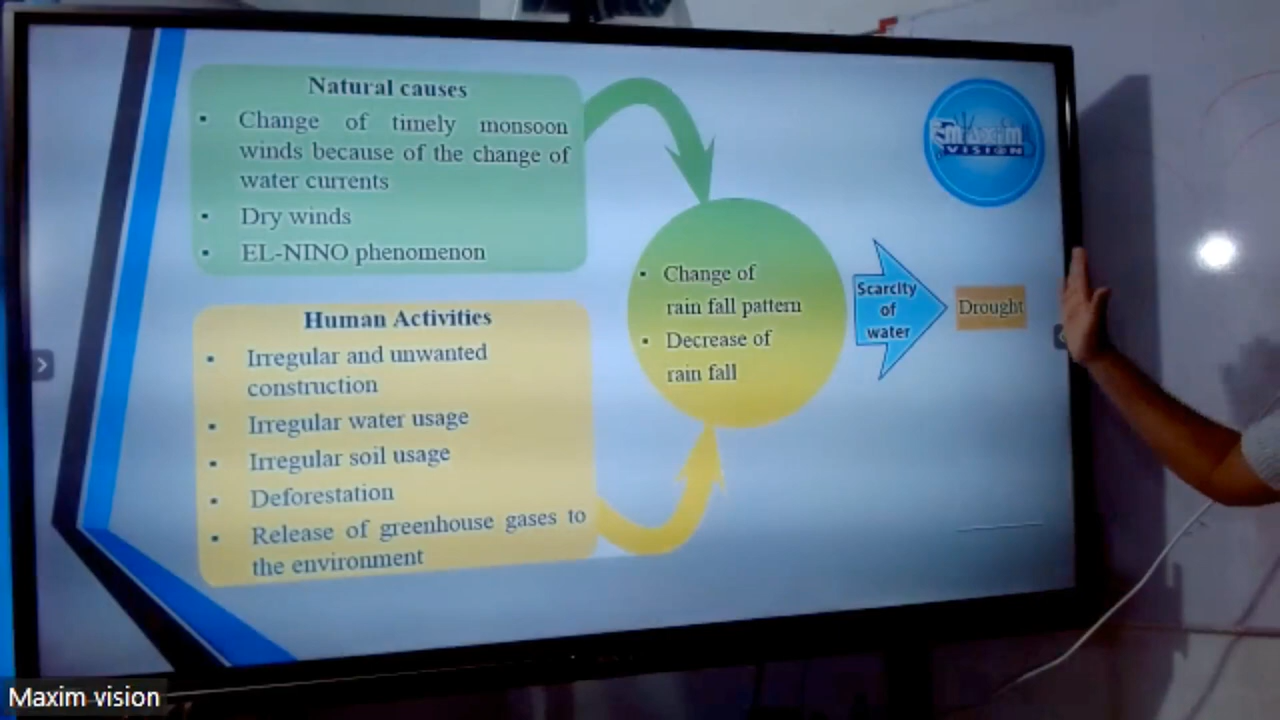 Natural causes
▪ Change of timely monsoon
winds because of the change of
water currents
▪ Dry winds
▪ EL-NINO phenomenon
Human Activities
▪ Irregular and unwanted
construction
▪ Irregular water usage
▪ Irregular soil usage
▪ Deforestation
▪ Release of greenhouse gases to
the environment
▪ Change of
rain fall pattern
▪ Decrease of
rain fall
Scarcity
of
water
Drought
maxim
VISION
Maxim vision